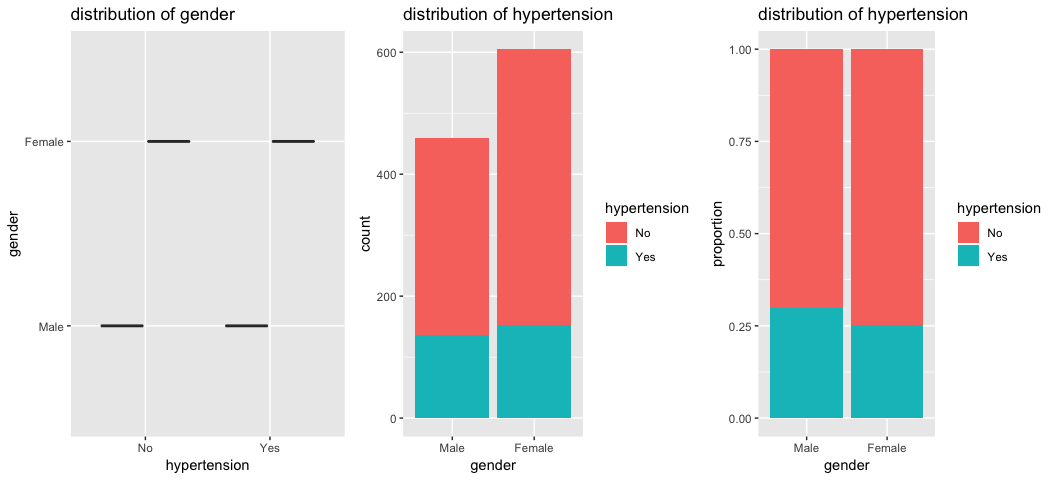 distribution of gender
gender
Female
Male
No
Yes
hypertension
distribution of hypertension
count
600
400
200
0
Male
Female
gender
hypertension
No
Yes
distribution of hypertension
proportion
1.00
0.75
0.50
0.25
0.00
Male
Female
gender
hypertension
No
Yes